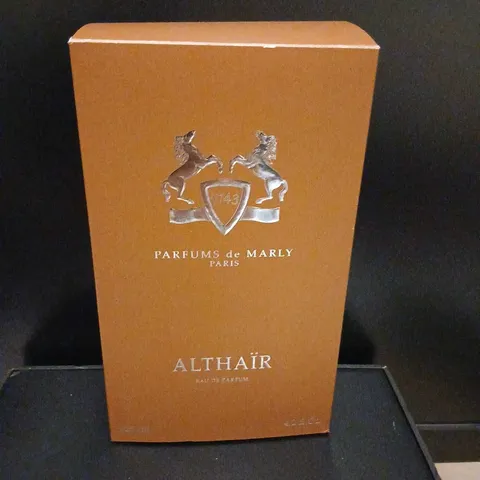 1743
PARFUMS de MARLY
PARIS
ALTHAÏR
EAU DE PARFUM